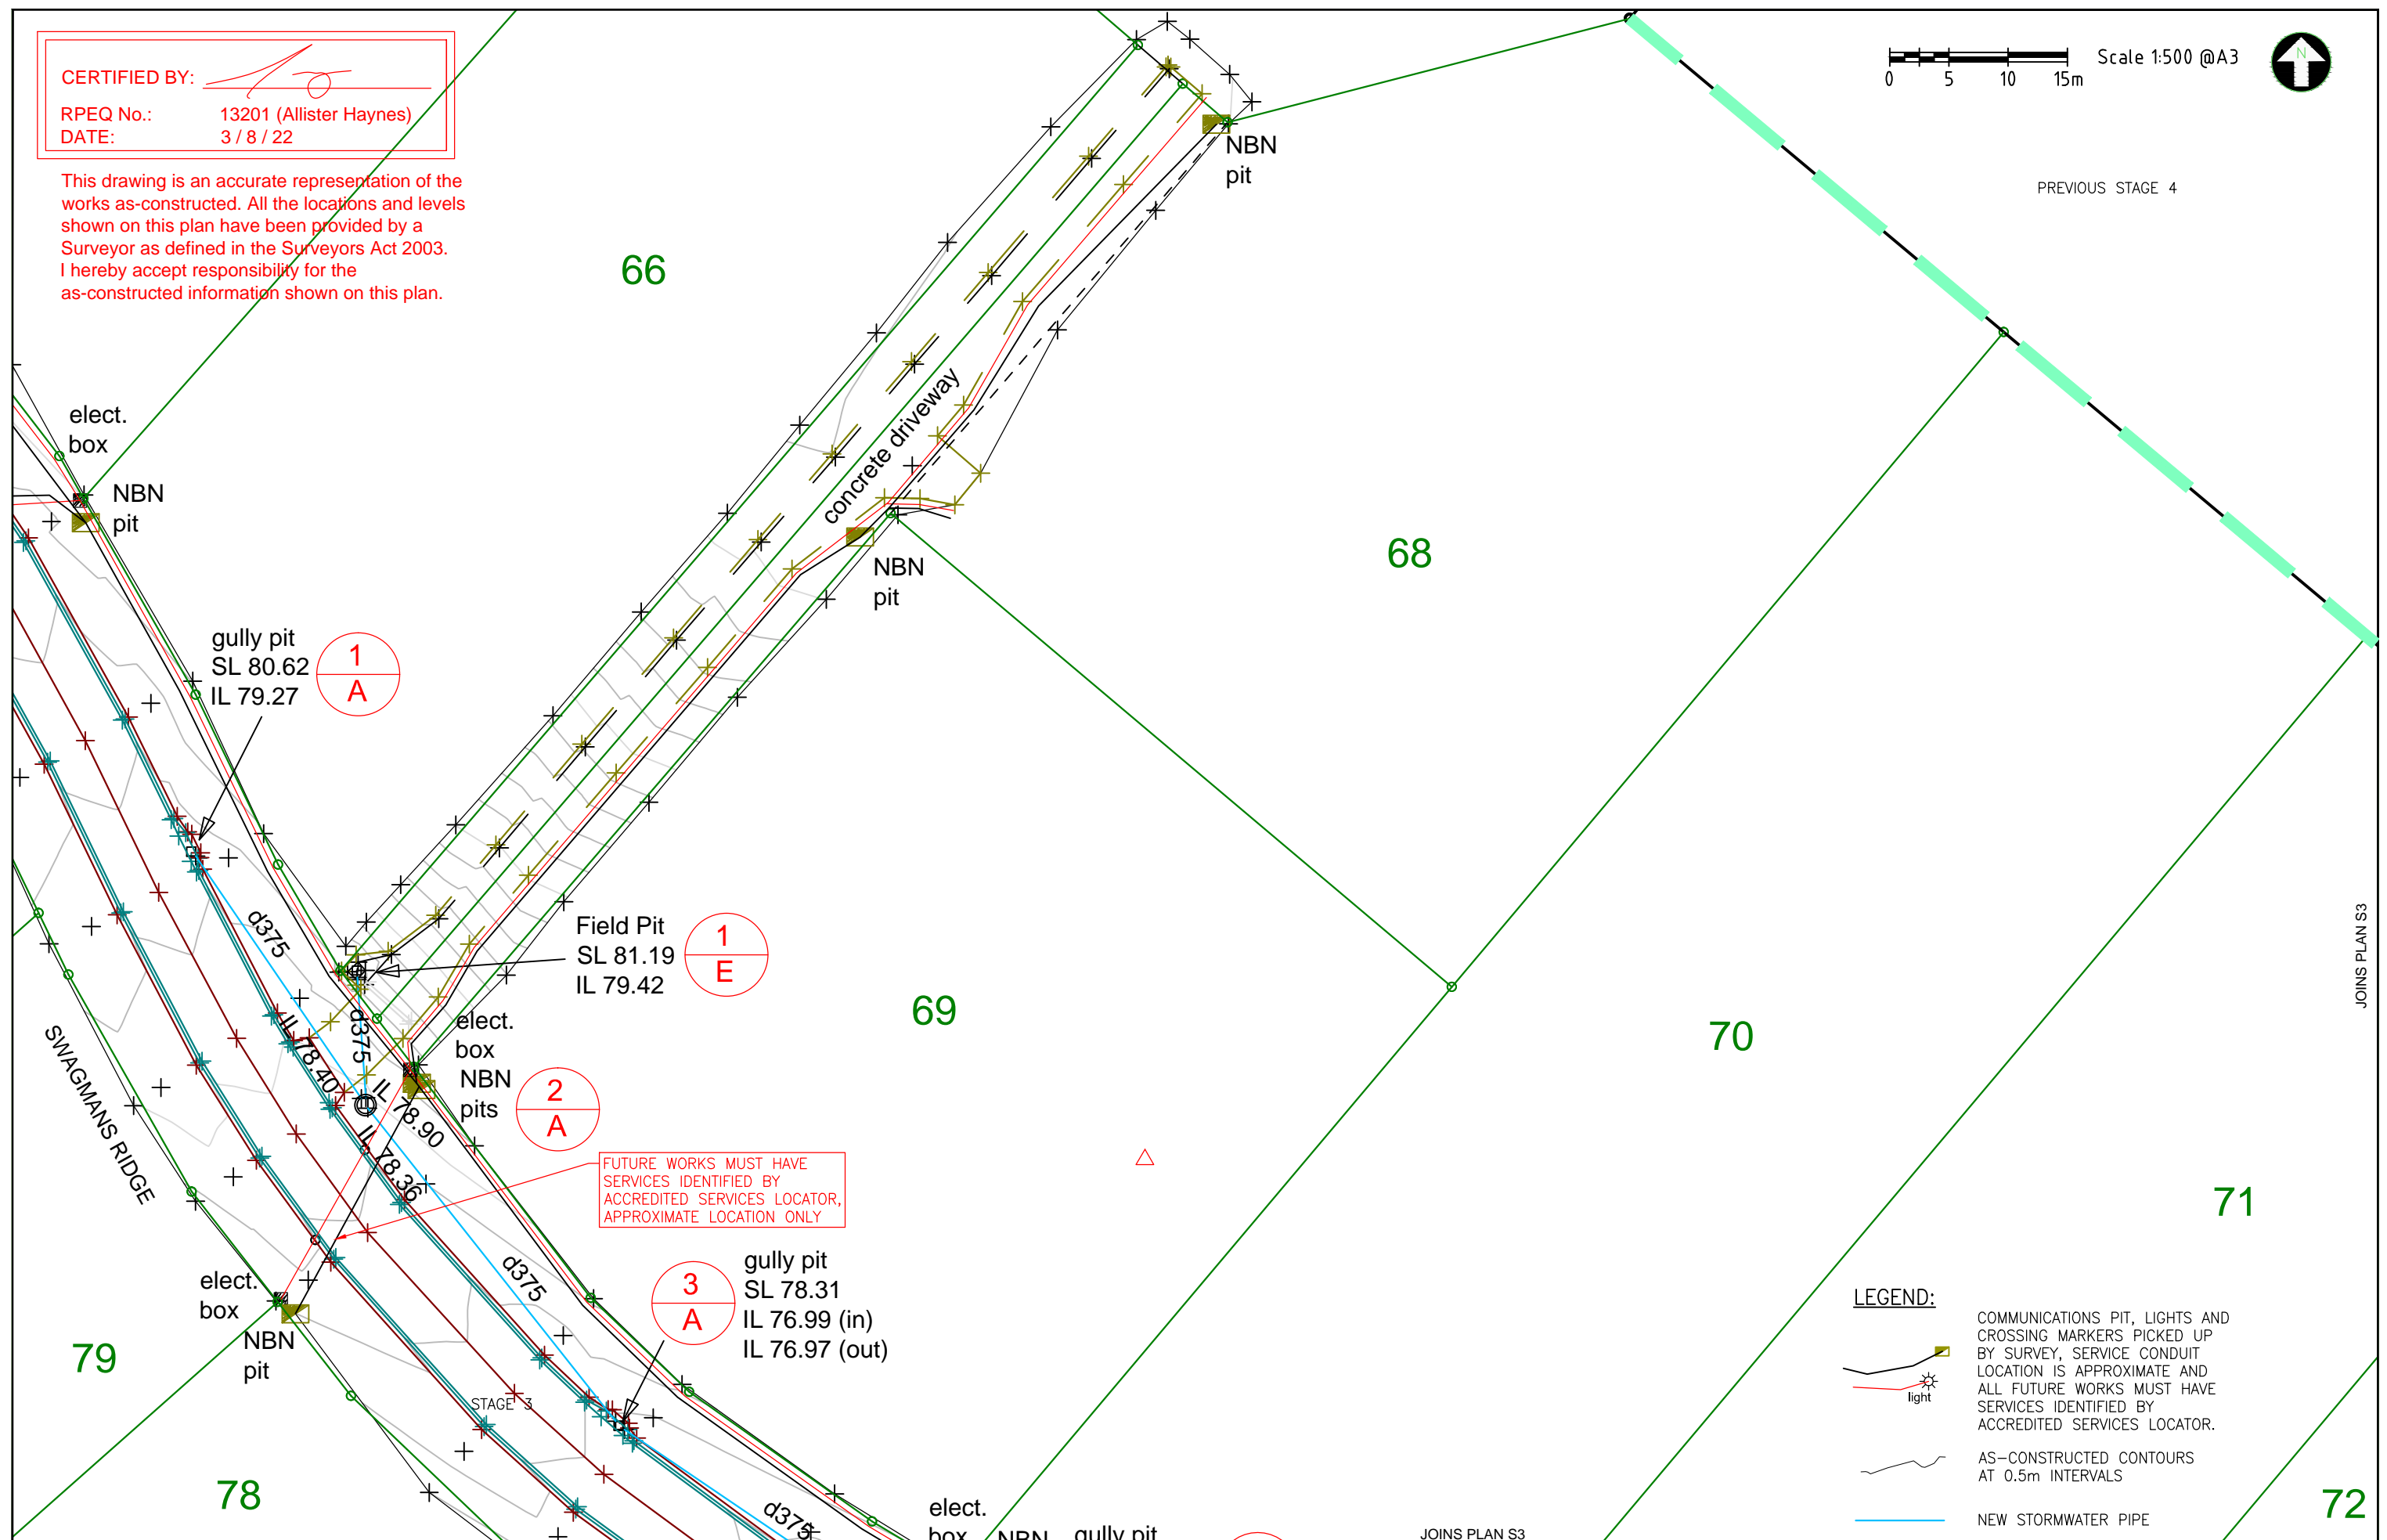 CERTIFIED BY:
RPEQ No.: 13201 (Allister Haynes)
DATE: 3 / 8 / 22
This drawing is an accurate representation of the
works as-constructed. All the locations and levels
shown on this plan have been provided by a
Surveyor as defined in the Surveyors Act 2003.
I hereby accept responsibility for the
as-constructed information shown on this plan.
0 5 10 15m
Scale 1:500 @A3
N
PREVIOUS STAGE 4
NBN
pit
66
elect.
box
NBN
pit
concrete driveway
NBN
pit
68
gully pit
SL 80.62
IL 79.27
1
A
d375
Field Pit
SL 81.19
IL 79.42
1
E
69
70
71
JOINS PLAN S3
SWAGMANS RIDGE
IL 78.40
d375
IL 78.90
IL 78.36
elect.
box
NBN
pits
2
A
FUTURE WORKS MUST HAVE
SERVICES IDENTIFIED BY
ACCREDITED SERVICES LOCATOR,
APPROXIMATE LOCATION ONLY
d375
3
A
gully pit
SL 78.31
IL 76.99 (in)
IL 76.97 (out)
elect.
box
NBN
pit
79
STAGE 3
78
d375
elect.
box
NBN
gully pit
JOINS PLAN S3
LEGEND:
COMMUNICATIONS PIT, LIGHTS AND
CROSSING MARKERS PICKED UP
BY SURVEY, SERVICE CONDUIT
LOCATION IS APPROXIMATE AND
ALL FUTURE WORKS MUST HAVE
SERVICES IDENTIFIED BY
ACCREDITED SERVICES LOCATOR.
light
AS-CONSTRUCTED CONTOURS
AT 0.5m INTERVALS
NEW STORMWATER PIPE
72